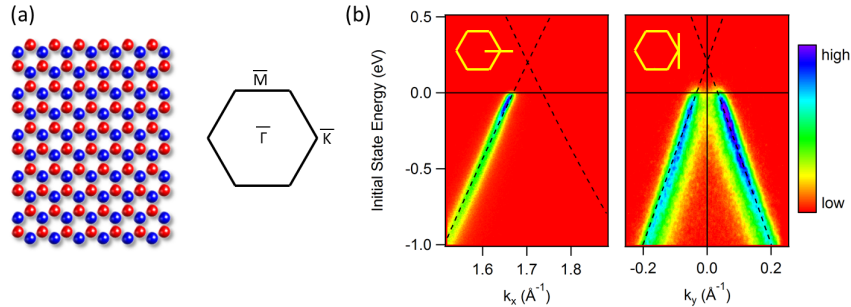 (a)
M̅
Γ̅
K̅
(b)
Initial State Energy (eV)
0.5
0.0
-0.5
-1.0
1.6
1.7
1.8
kₓ (Å⁻¹)
-0.2
0.0
0.2
k_y (Å⁻¹)
high
low